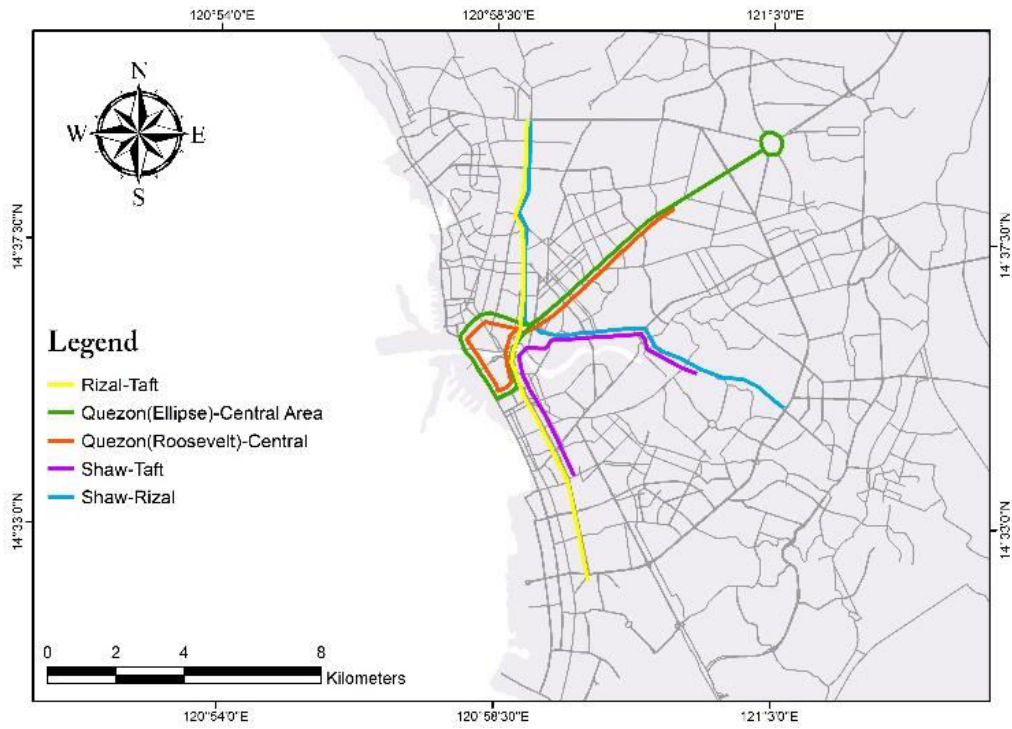 120°54'0"E 120°58'30"E 121°3'0"E
N
W E
S
14°37'30"N 14°37'30"N
Legend
Rizal-Taft
Quezon(Ellipse)-Central Area
Quezon(Roosevelt)-Central
Shaw-Taft
Shaw-Rizal
14°33'0"N 14°33'0"N
0 2 4 8
Kilometers
120°54'0"E 120°58'30"E 121°3'0"E